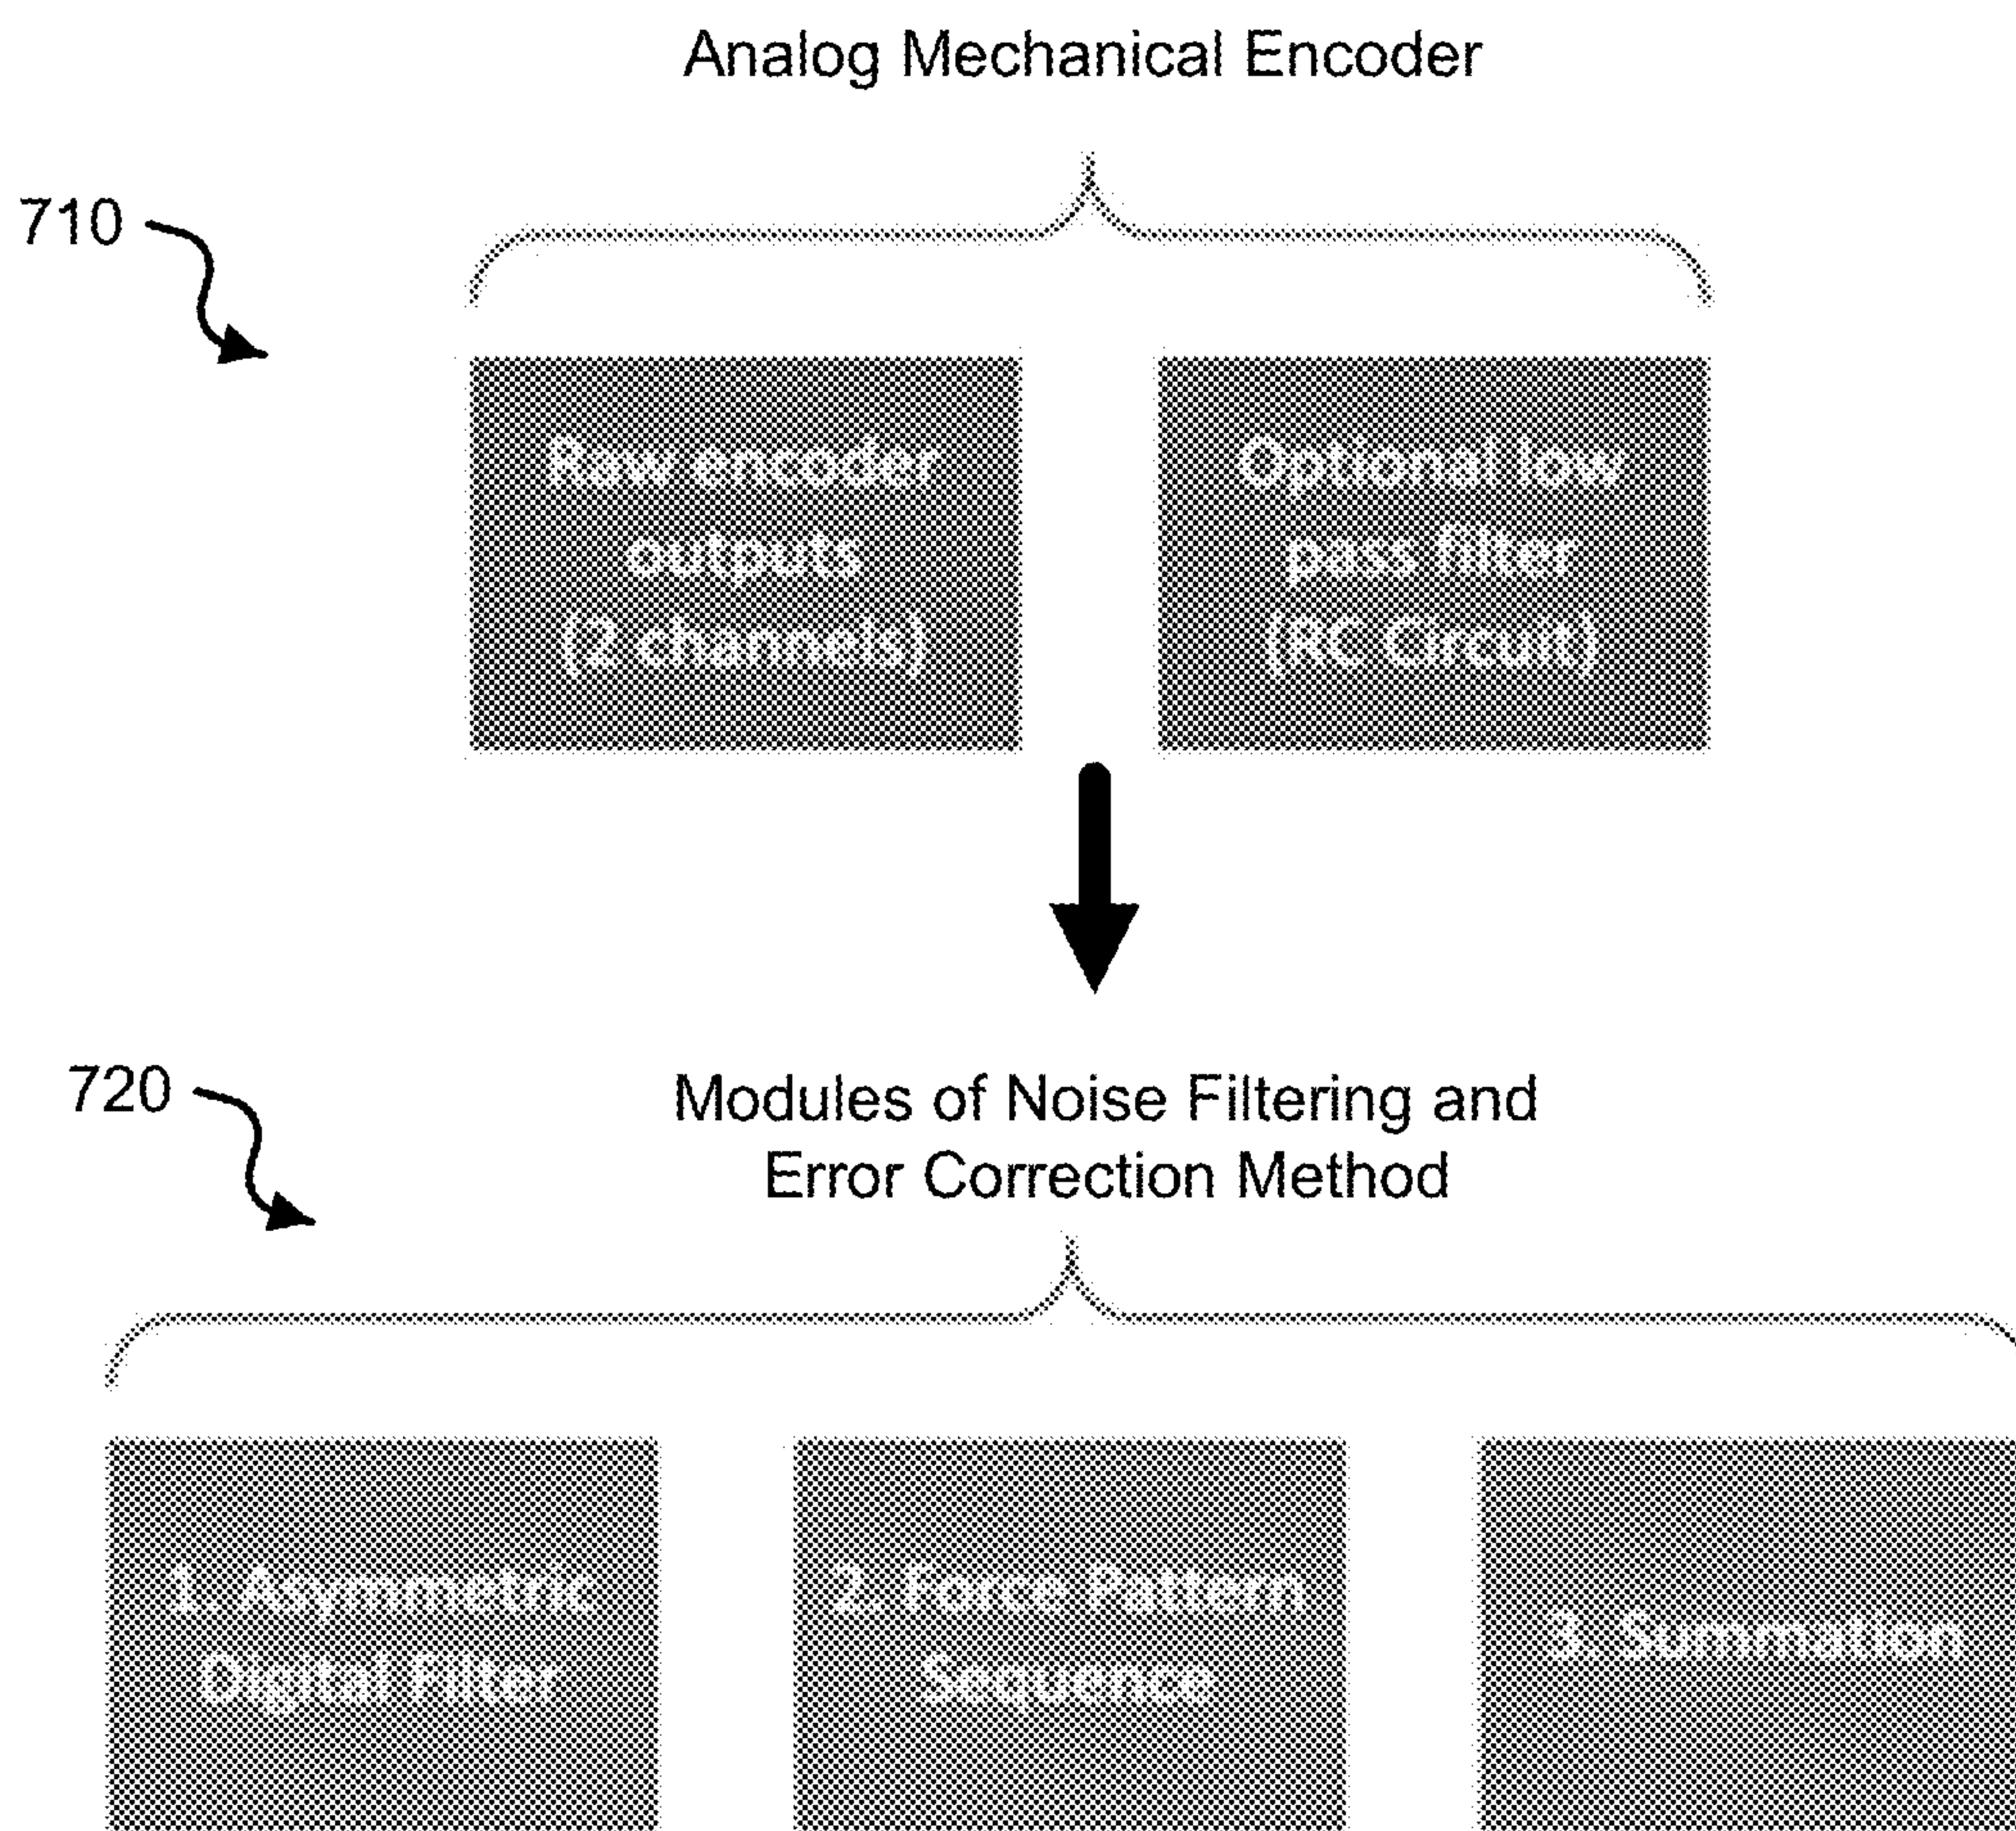 Analog Mechanical Encoder
710
Raw encoder
outputs
(2 channels)
Optional low
pass filter
(RC Circuit)
720
Modules of Noise Filtering and
Error Correction Method
1. Asymmetric
Digital Filter
2. Force Pattern
Sequence
3. Summation